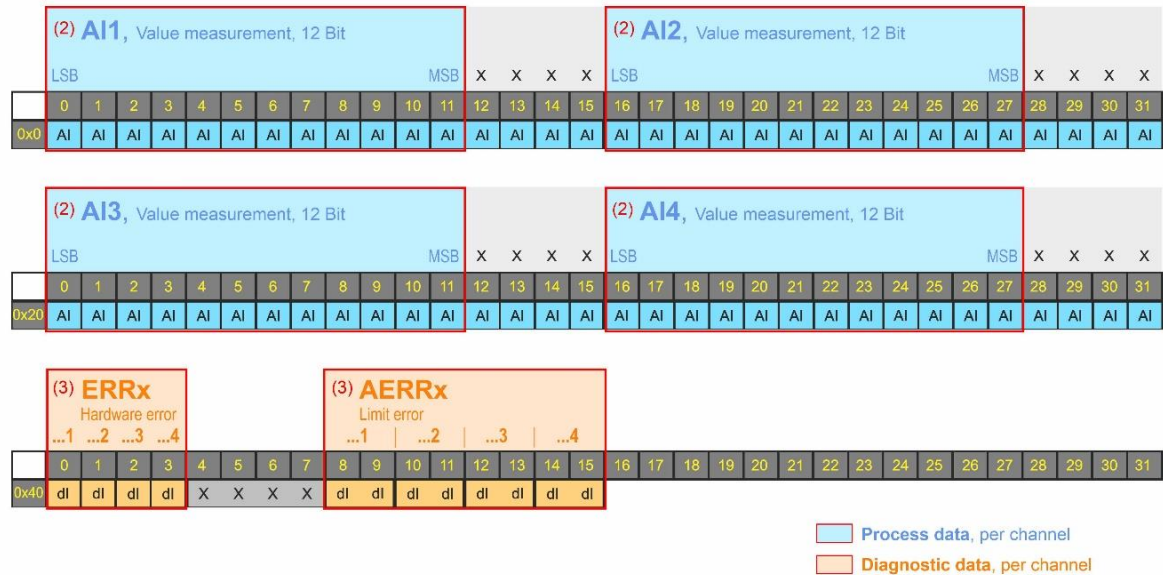 (2) AI1, Value measurement, 12 Bit (2) AI2, Value measurement, 12 Bit
LSB MSB X X X X LSB MSB X X X X
0 1 2 3 4 5 6 7 8 9 10 11 12 13 14 15 16 17 18 19 20 21 22 23 24 25 26 27 28 29 30 31
0x0 AI AI AI AI AI AI AI AI AI AI AI AI AI AI AI AI AI AI AI AI AI AI AI AI AI AI AI AI AI AI AI AI
(2) AI3, Value measurement, 12 Bit (2) AI4, Value measurement, 12 Bit
LSB MSB X X X X LSB MSB X X X X
0 1 2 3 4 5 6 7 8 9 10 11 12 13 14 15 16 17 18 19 20 21 22 23 24 25 26 27 28 29 30 31
0x20 AI AI AI AI AI AI AI AI AI AI AI AI AI AI AI AI AI AI AI AI AI AI AI AI AI AI AI AI AI AI AI AI
(3) ERRx (3) AERRx
Hardware error Limit error
...1 ...2 ...3 ...4 ...1 ...2 ...3 ...4
0 1 2 3 4 5 6 7 8 9 10 11 12 13 14 15 16 17 18 19 20 21 22 23 24 25 26 27 28 29 30 31
0x40 dI dI dI dI X X X X dI dI dI dI dI dI dI dI
Process data, per channel
Diagnostic data, per channel